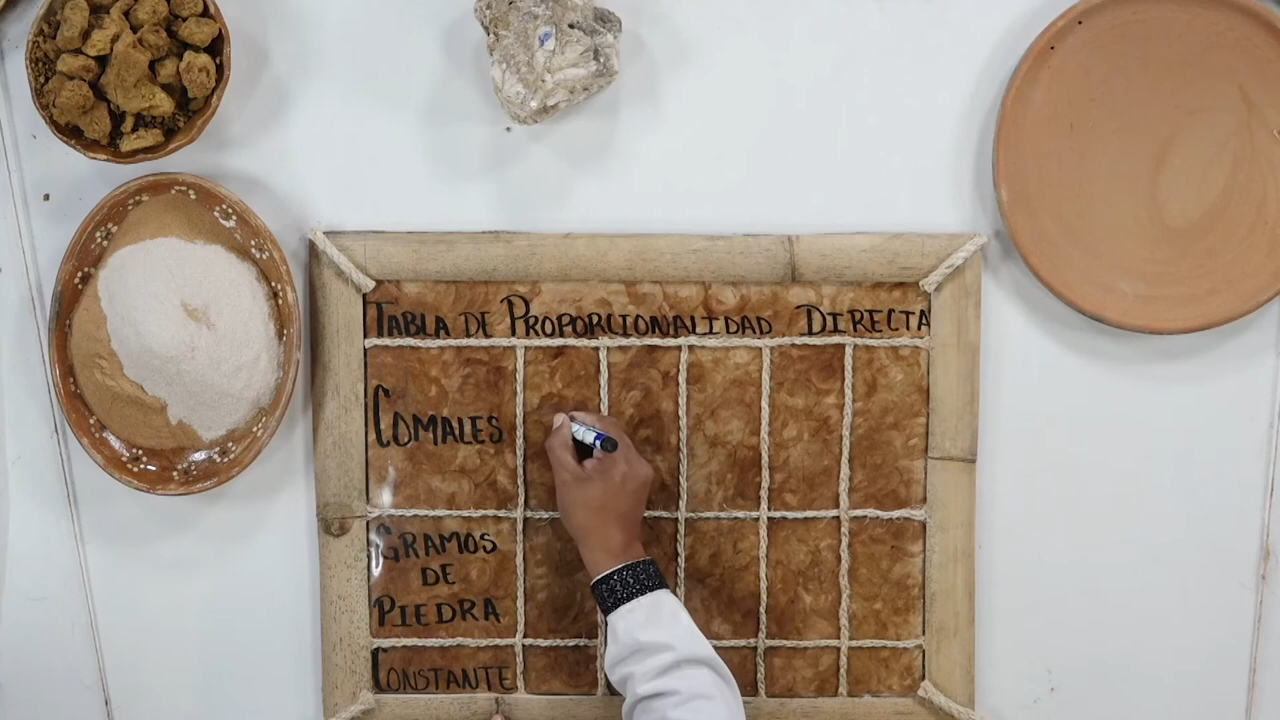 TABLA DE PROPORCIONALIDAD DIRECTA
COMALES
GRAMOS
DE
PIEDRA
CONSTANTE